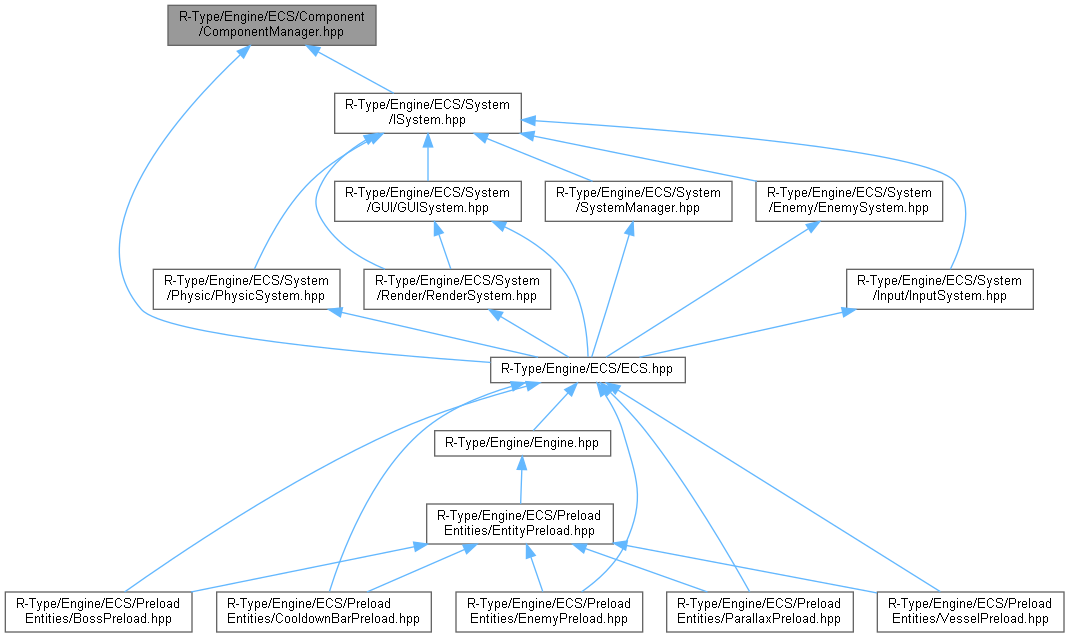 R-Type/Engine/ECS/Component
/ComponentManager.hpp
R-Type/Engine/ECS/System
/ISystem.hpp
R-Type/Engine/ECS/System
/GUI/GUISystem.hpp
R-Type/Engine/ECS/System
/SystemManager.hpp
R-Type/Engine/ECS/System
/Enemy/EnemySystem.hpp
R-Type/Engine/ECS/System
/Physic/PhysicSystem.hpp
R-Type/Engine/ECS/System
/Render/RenderSystem.hpp
R-Type/Engine/ECS/System
/Input/InputSystem.hpp
R-Type/Engine/ECS/ECS.hpp
R-Type/Engine/Engine.hpp
R-Type/Engine/ECS/Preload
Entities/EntityPreload.hpp
R-Type/Engine/ECS/Preload
Entities/BossPreload.hpp
R-Type/Engine/ECS/Preload
Entities/CooldownBarPreload.hpp
R-Type/Engine/ECS/Preload
Entities/EnemyPreload.hpp
R-Type/Engine/ECS/Preload
Entities/ParallaxPreload.hpp
R-Type/Engine/ECS/Preload
Entities/VesselPreload.hpp